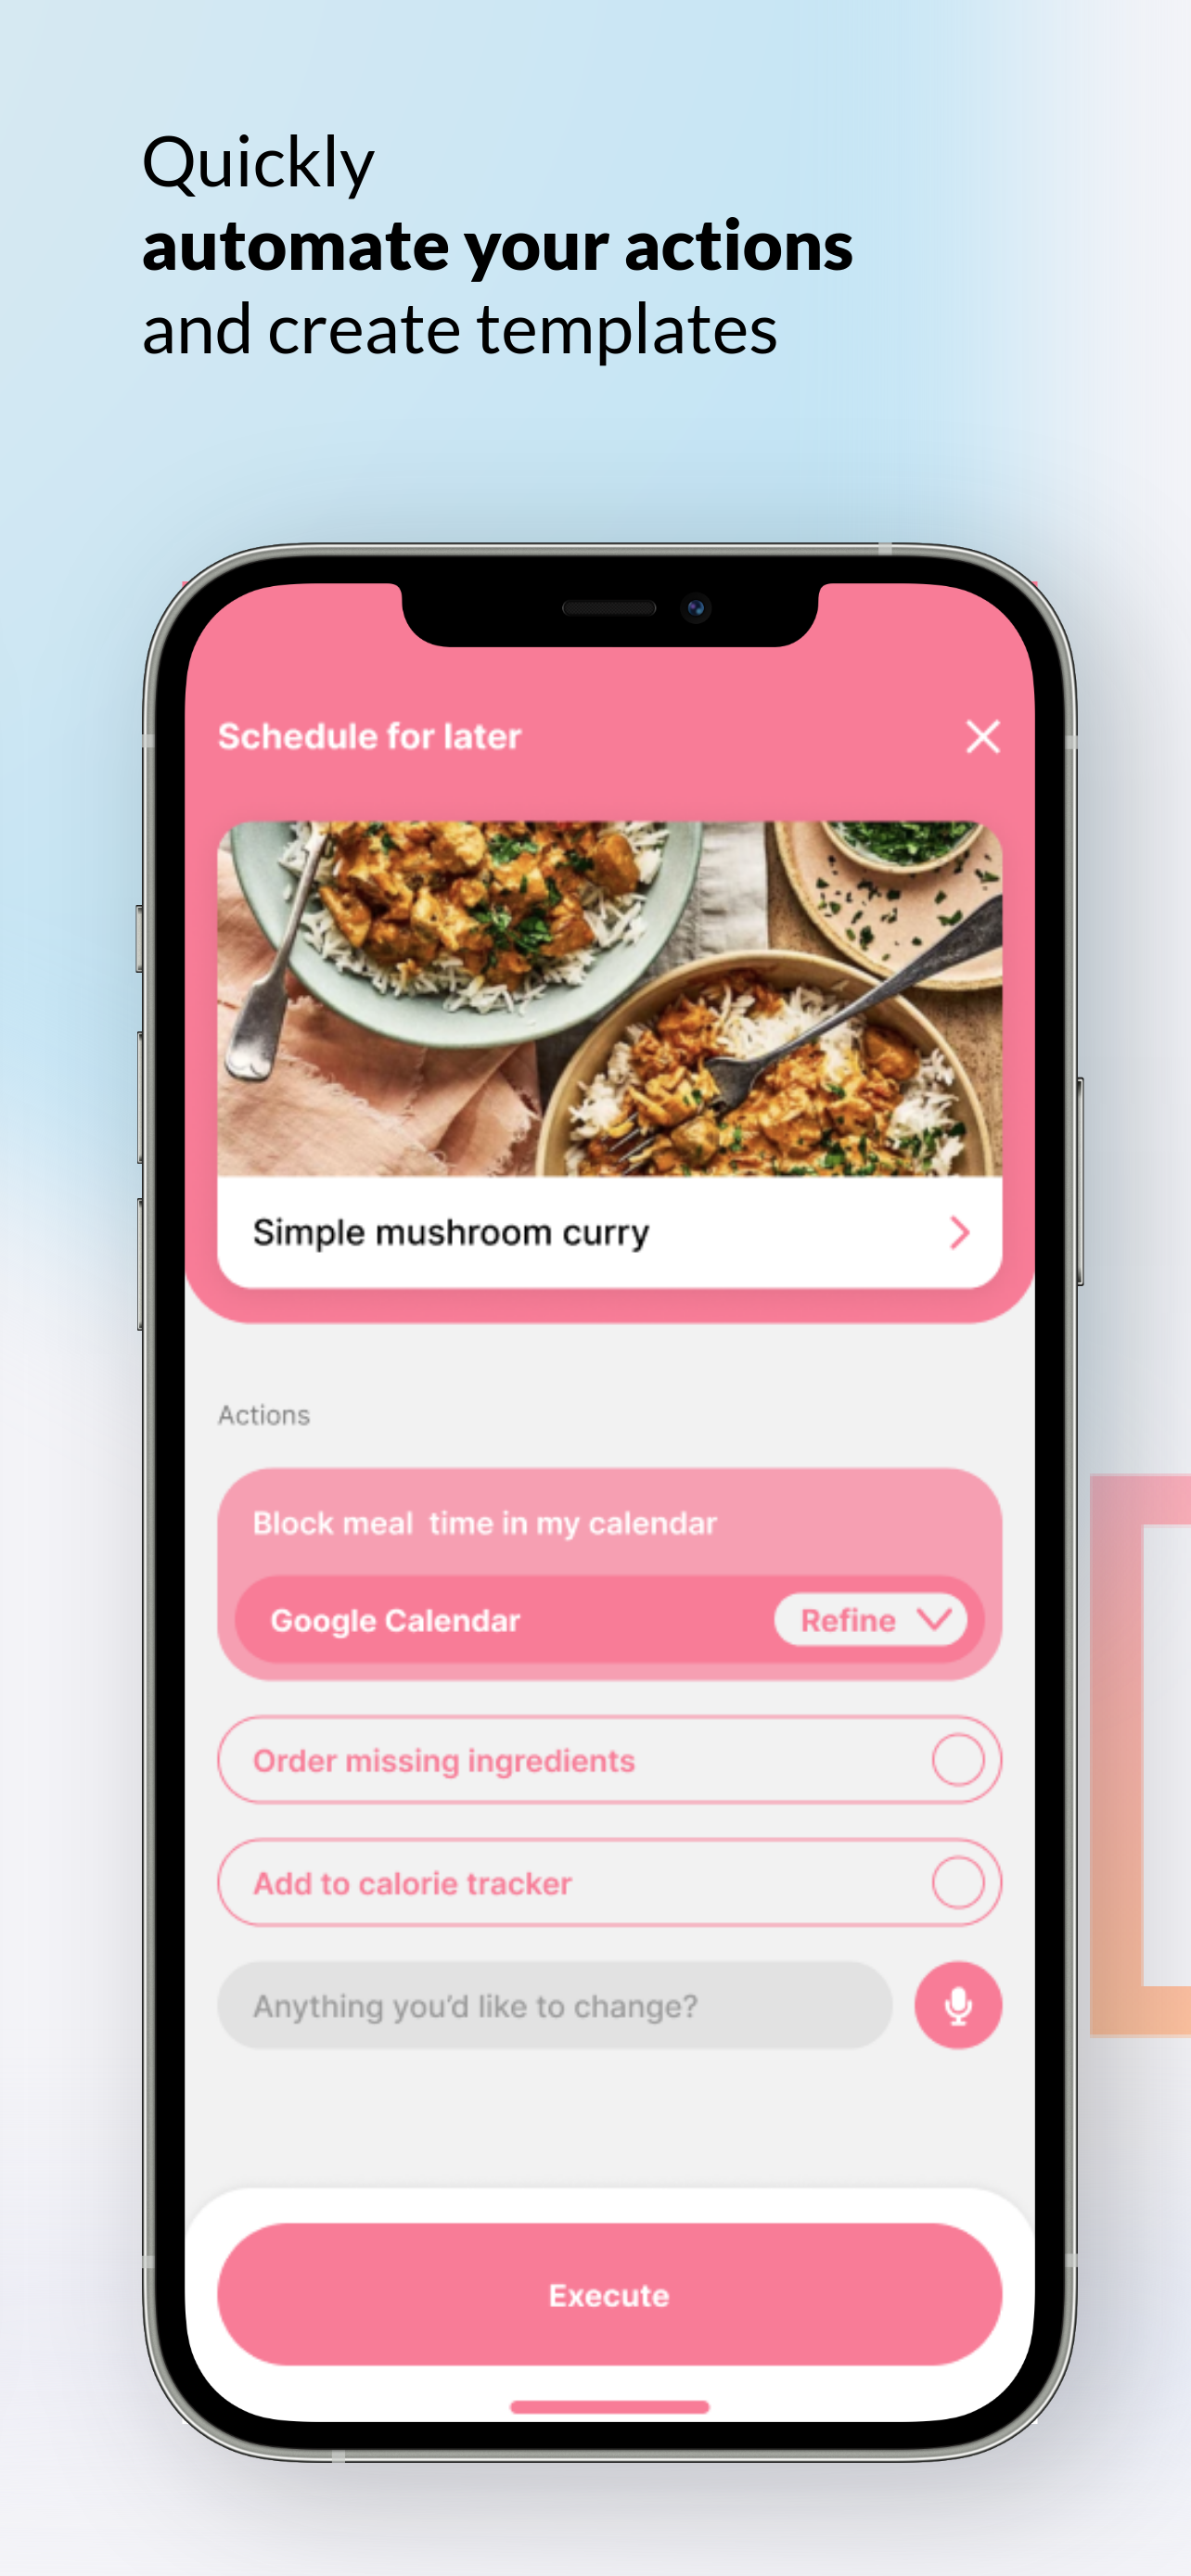 Quickly
automate your actions
and create templates
Schedule for later
Simple mushroom curry
Actions
Block meal time in my calendar
Google Calendar
Refine
Order missing ingredients
Add to calorie tracker
Anything you’d like to change?
Execute